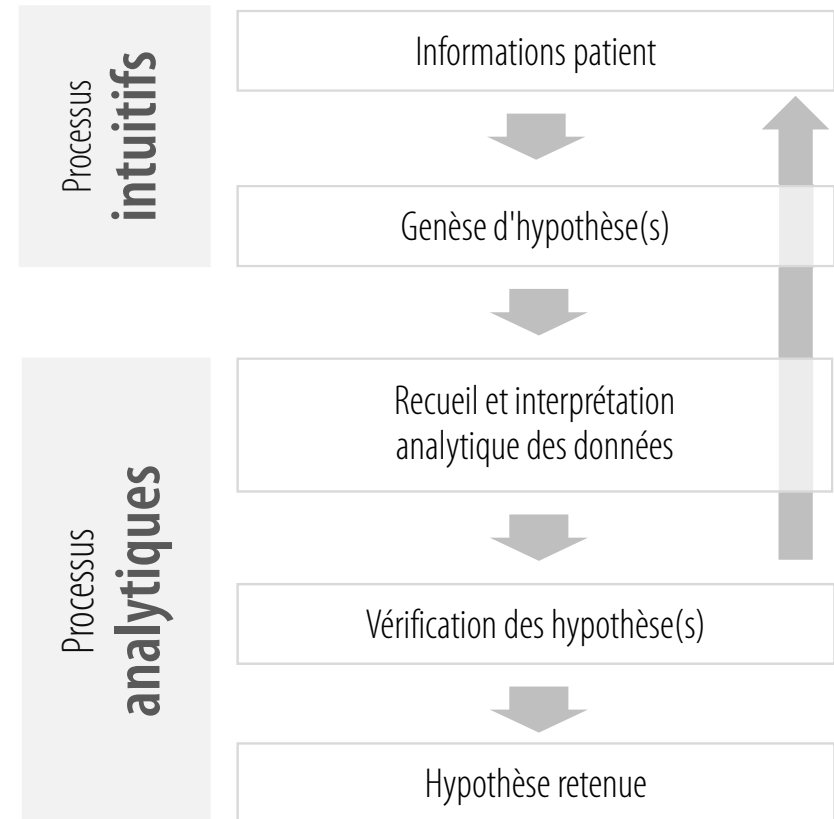 Processus
intuitifs
Informations patient
Genèse d'hypothèse(s)
Processus
analytiques
Recueil et interprétation
analytique des données
Vérification des hypothèse(s)
Hypothèse retenue